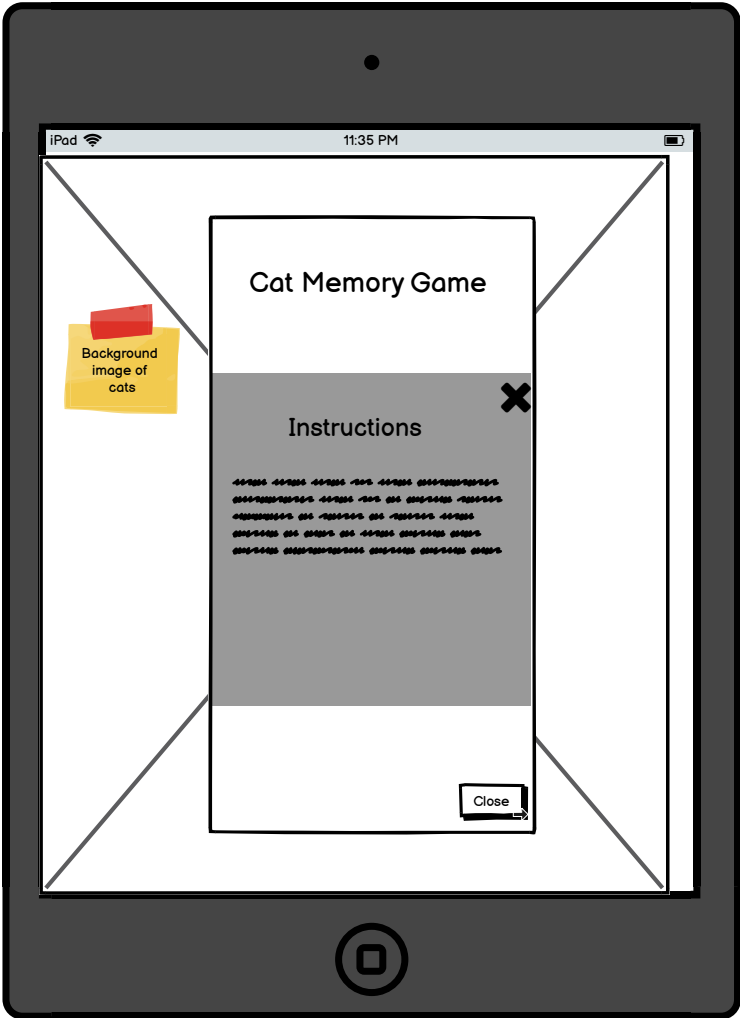 iPad
11:35 PM
Cat Memory Game
Background
image of
cats
Instructions
Close